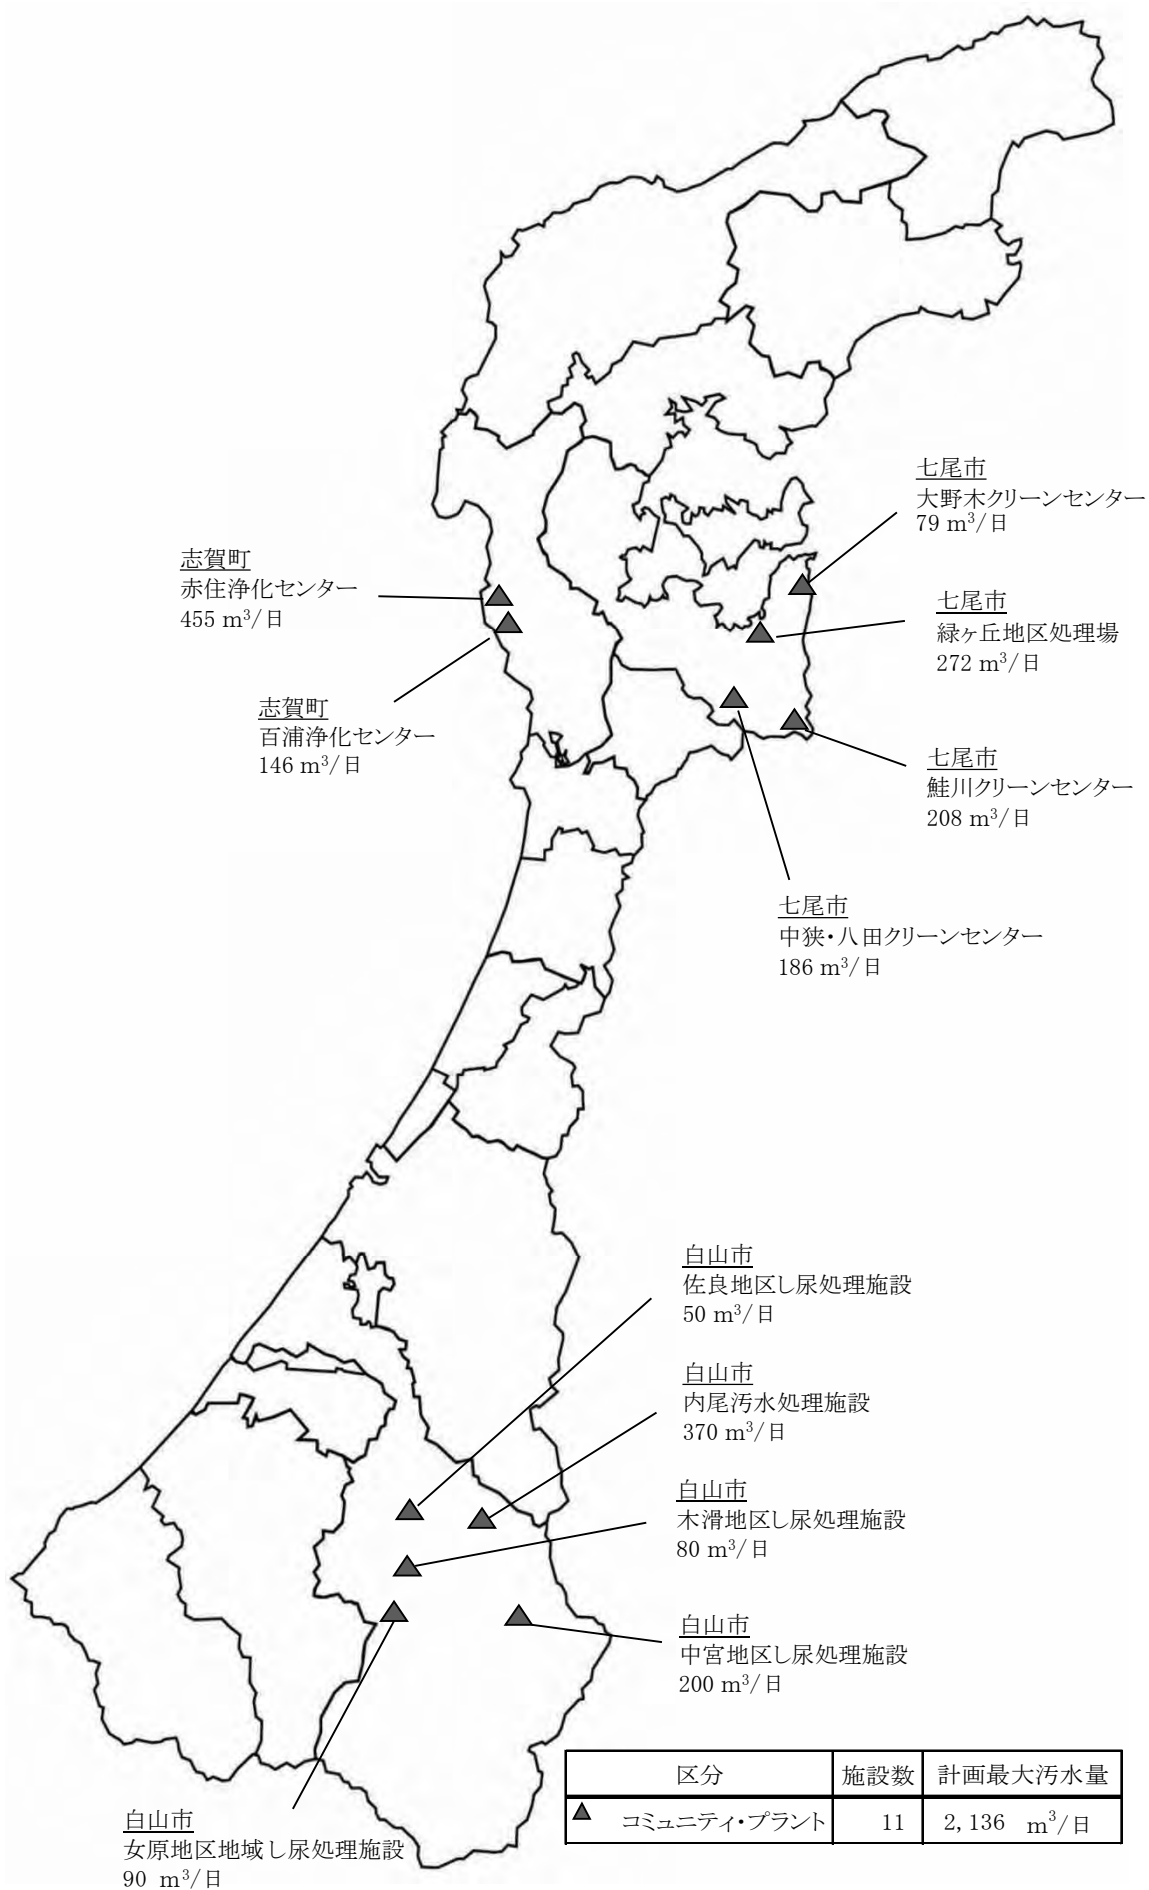 七尾市
大野木クリーンセンター
79 m³/日
志賀町
赤住浄化センター
455 m³/日
七尾市
緑ヶ丘地区処理場
272 m³/日
志賀町
百浦浄化センター
146 m³/日
七尾市
鮭川クリーンセンター
208 m³/日
七尾市
中狭・八田クリーンセンター
186 m³/日
白山市
佐良地区し尿処理施設
50 m³/日
白山市
内尾汚水処理施設
370 m³/日
白山市
木滑地区し尿処理施設
80 m³/日
白山市
中宮地区し尿処理施設
200 m³/日
白山市
女原地区地域し尿処理施設
90 m³/日
区分 施設数 計画最大汚水量
コミュニティ・プラント 11 2,136 m³/日